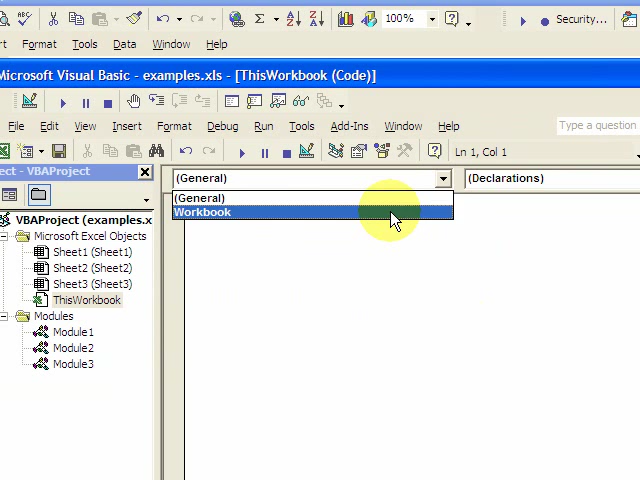 100%
Security...
rt Format Tools Data Window Help
Microsoft Visual Basic - examples.xls - [ThisWorkbook (Code)]
File Edit View Insert Format Debug Run Tools Add-Ins Window Help Type a question
Ln 1, Col 1
ect - VBAProject
(General) (Declarations)
(General)
Workbook
VBAProject (examples.x
Microsoft Excel Objects
Sheet1 (Sheet1)
Sheet2 (Sheet2)
Sheet3 (Sheet3)
ThisWorkbook
Modules
Module1
Module2
Module3